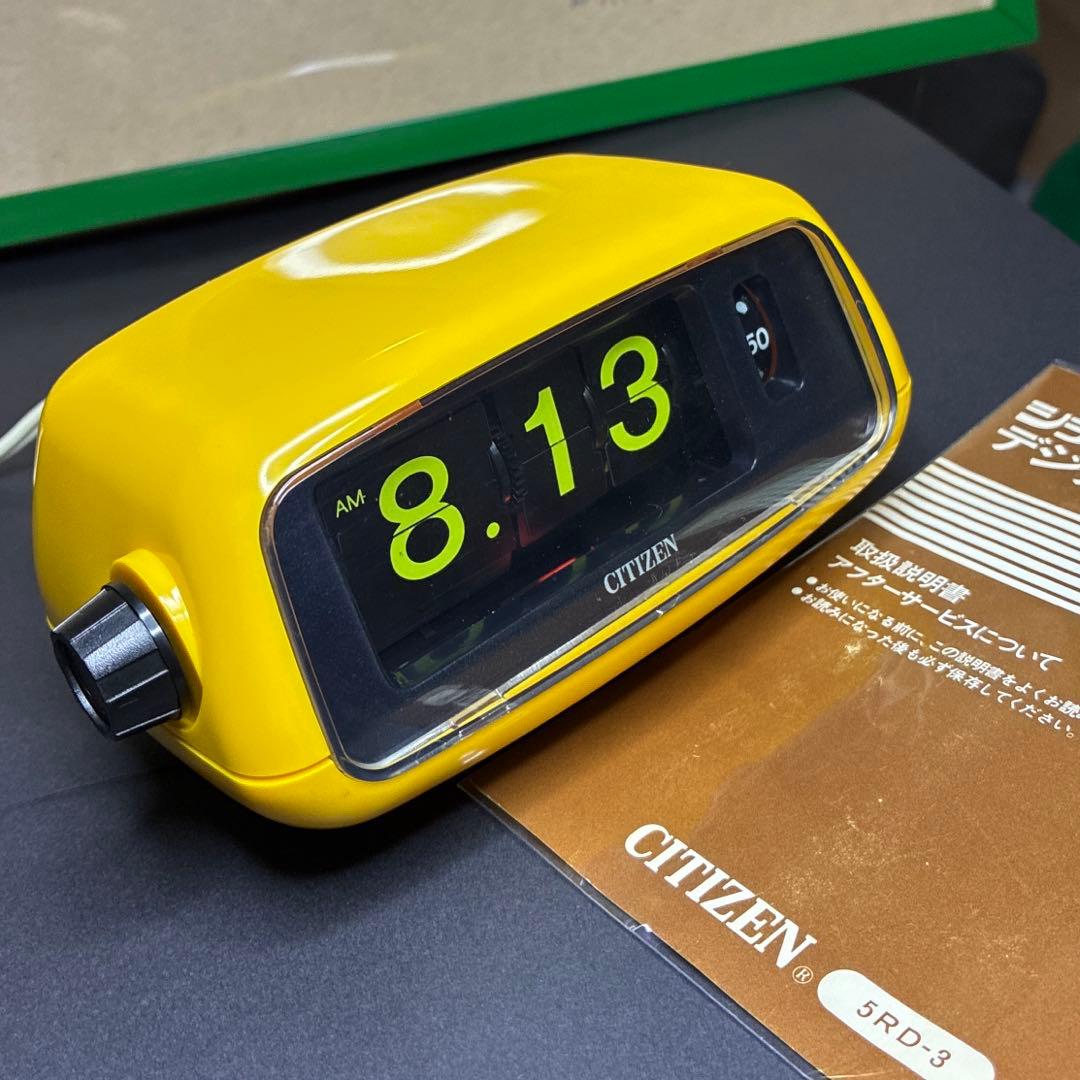 AM 8. 13
50
CITIZEN
デジ
取扱説明書
アフターサービスについて
●お使いになる前に、この説明書をよくお読
●お読みになった後も必ず保存してください。
CITIZEN®
5RD-3